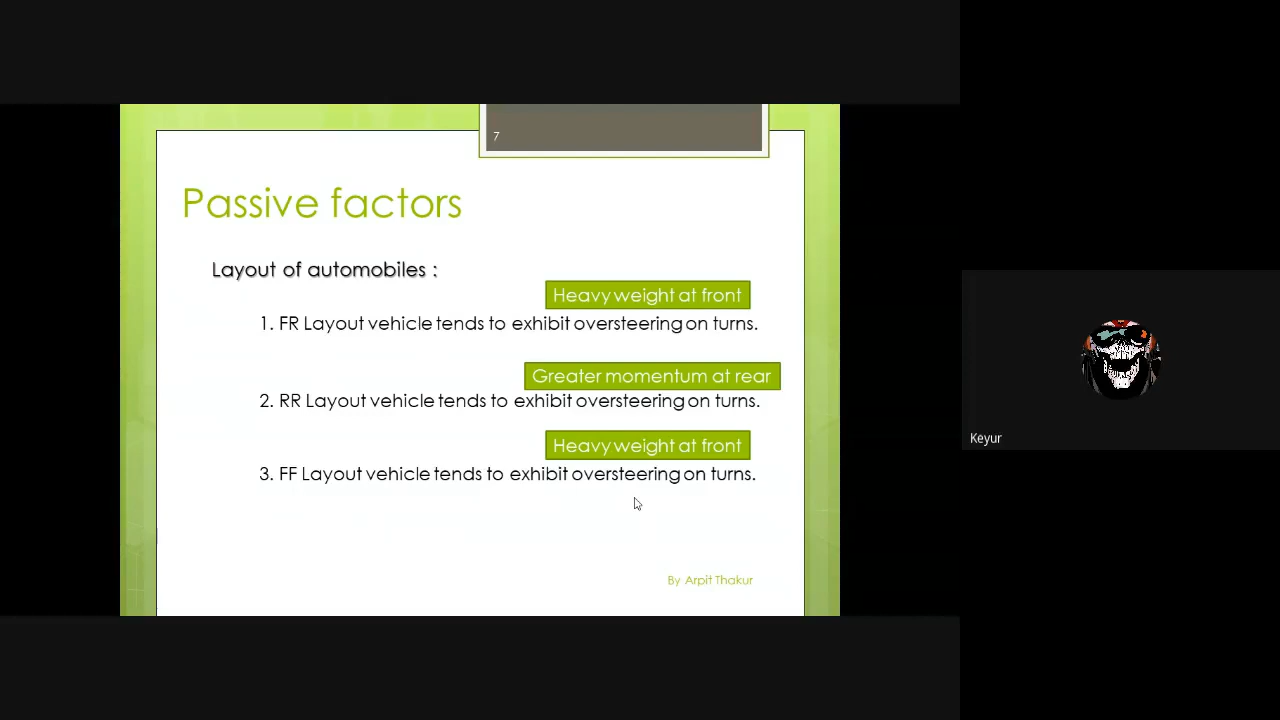 7
Passive factors
Layout of automobiles :
Heavy weight at front
1. FR Layout vehicle tends to exhibit oversteering on turns.
Greater momentum at rear
2. RR Layout vehicle tends to exhibit oversteering on turns.
Heavy weight at front
3. FF Layout vehicle tends to exhibit oversteering on turns.
By Arpit Thakur
Keyur